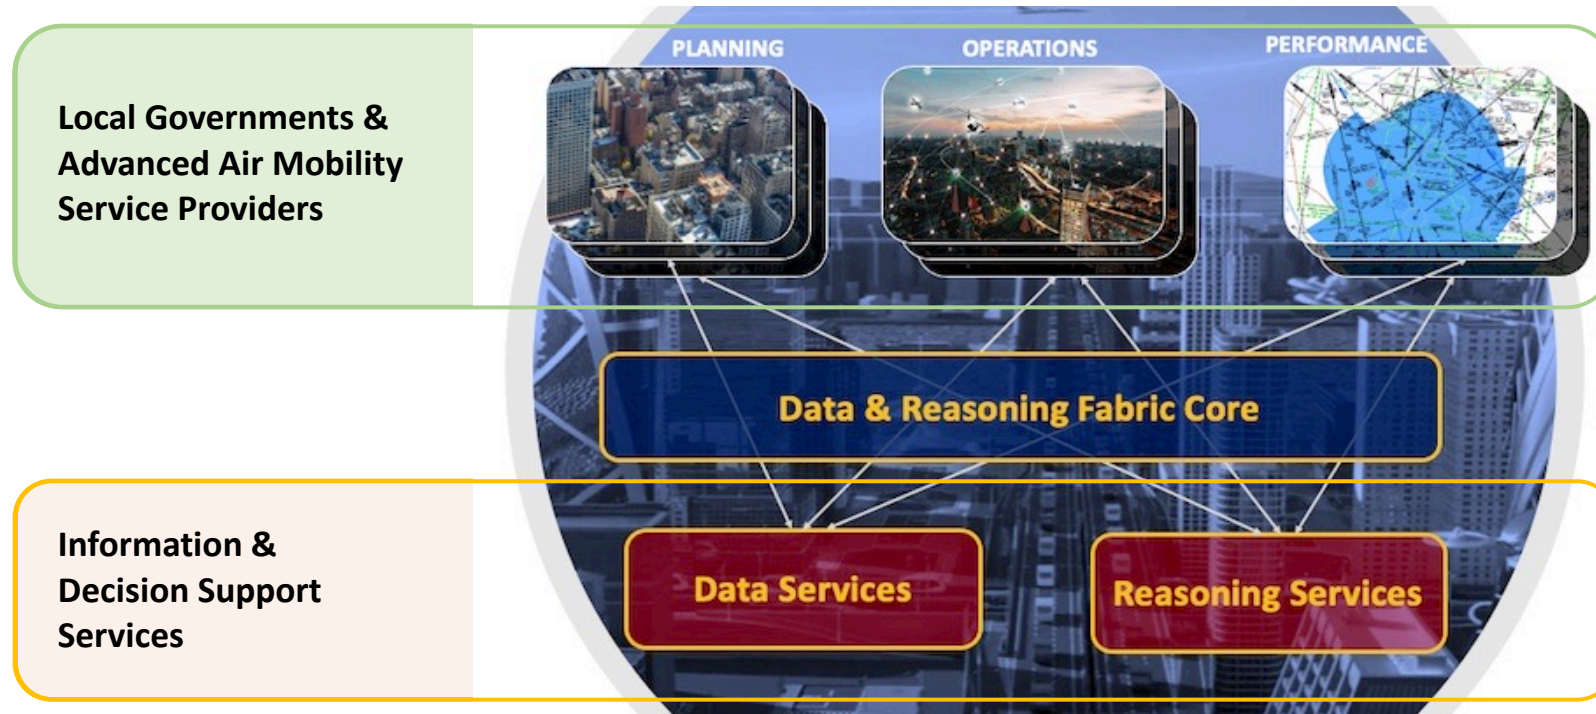 Local Governments &
Advanced Air Mobility
Service Providers
PLANNING
OPERATIONS
PERFORMANCE
Data & Reasoning Fabric Core
Information &
Decision Support
Services
Data Services
Reasoning Services